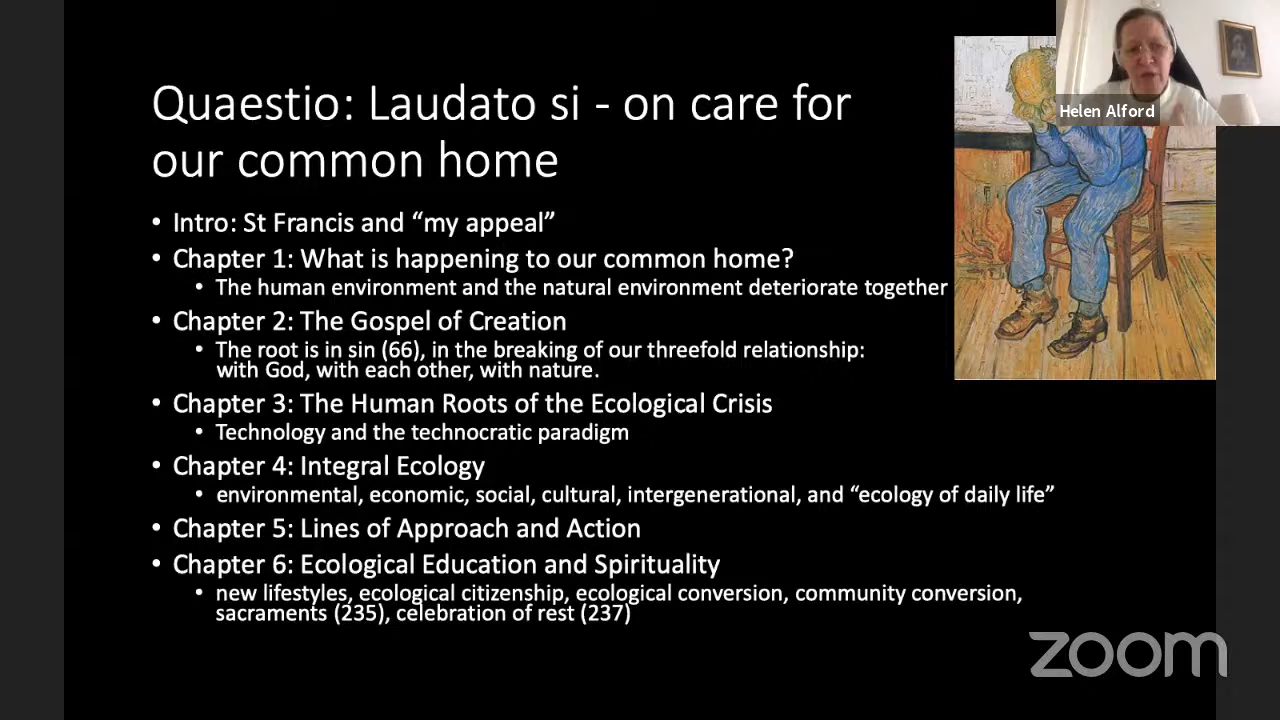 Quaestio: Laudato si - on care for
our common home
• Intro: St Francis and “my appeal”
• Chapter 1: What is happening to our common home?
• The human environment and the natural environment deteriorate together
• Chapter 2: The Gospel of Creation
• The root is in sin (66), in the breaking of our threefold relationship:
with God, with each other, with nature.
• Chapter 3: The Human Roots of the Ecological Crisis
• Technology and the technocratic paradigm
• Chapter 4: Integral Ecology
• environmental, economic, social, cultural, intergenerational, and “ecology of daily life”
• Chapter 5: Lines of Approach and Action
• Chapter 6: Ecological Education and Spirituality
• new lifestyles, ecological citizenship, ecological conversion, community conversion,
sacraments (235), celebration of rest (237)
Helen Alford
zoom